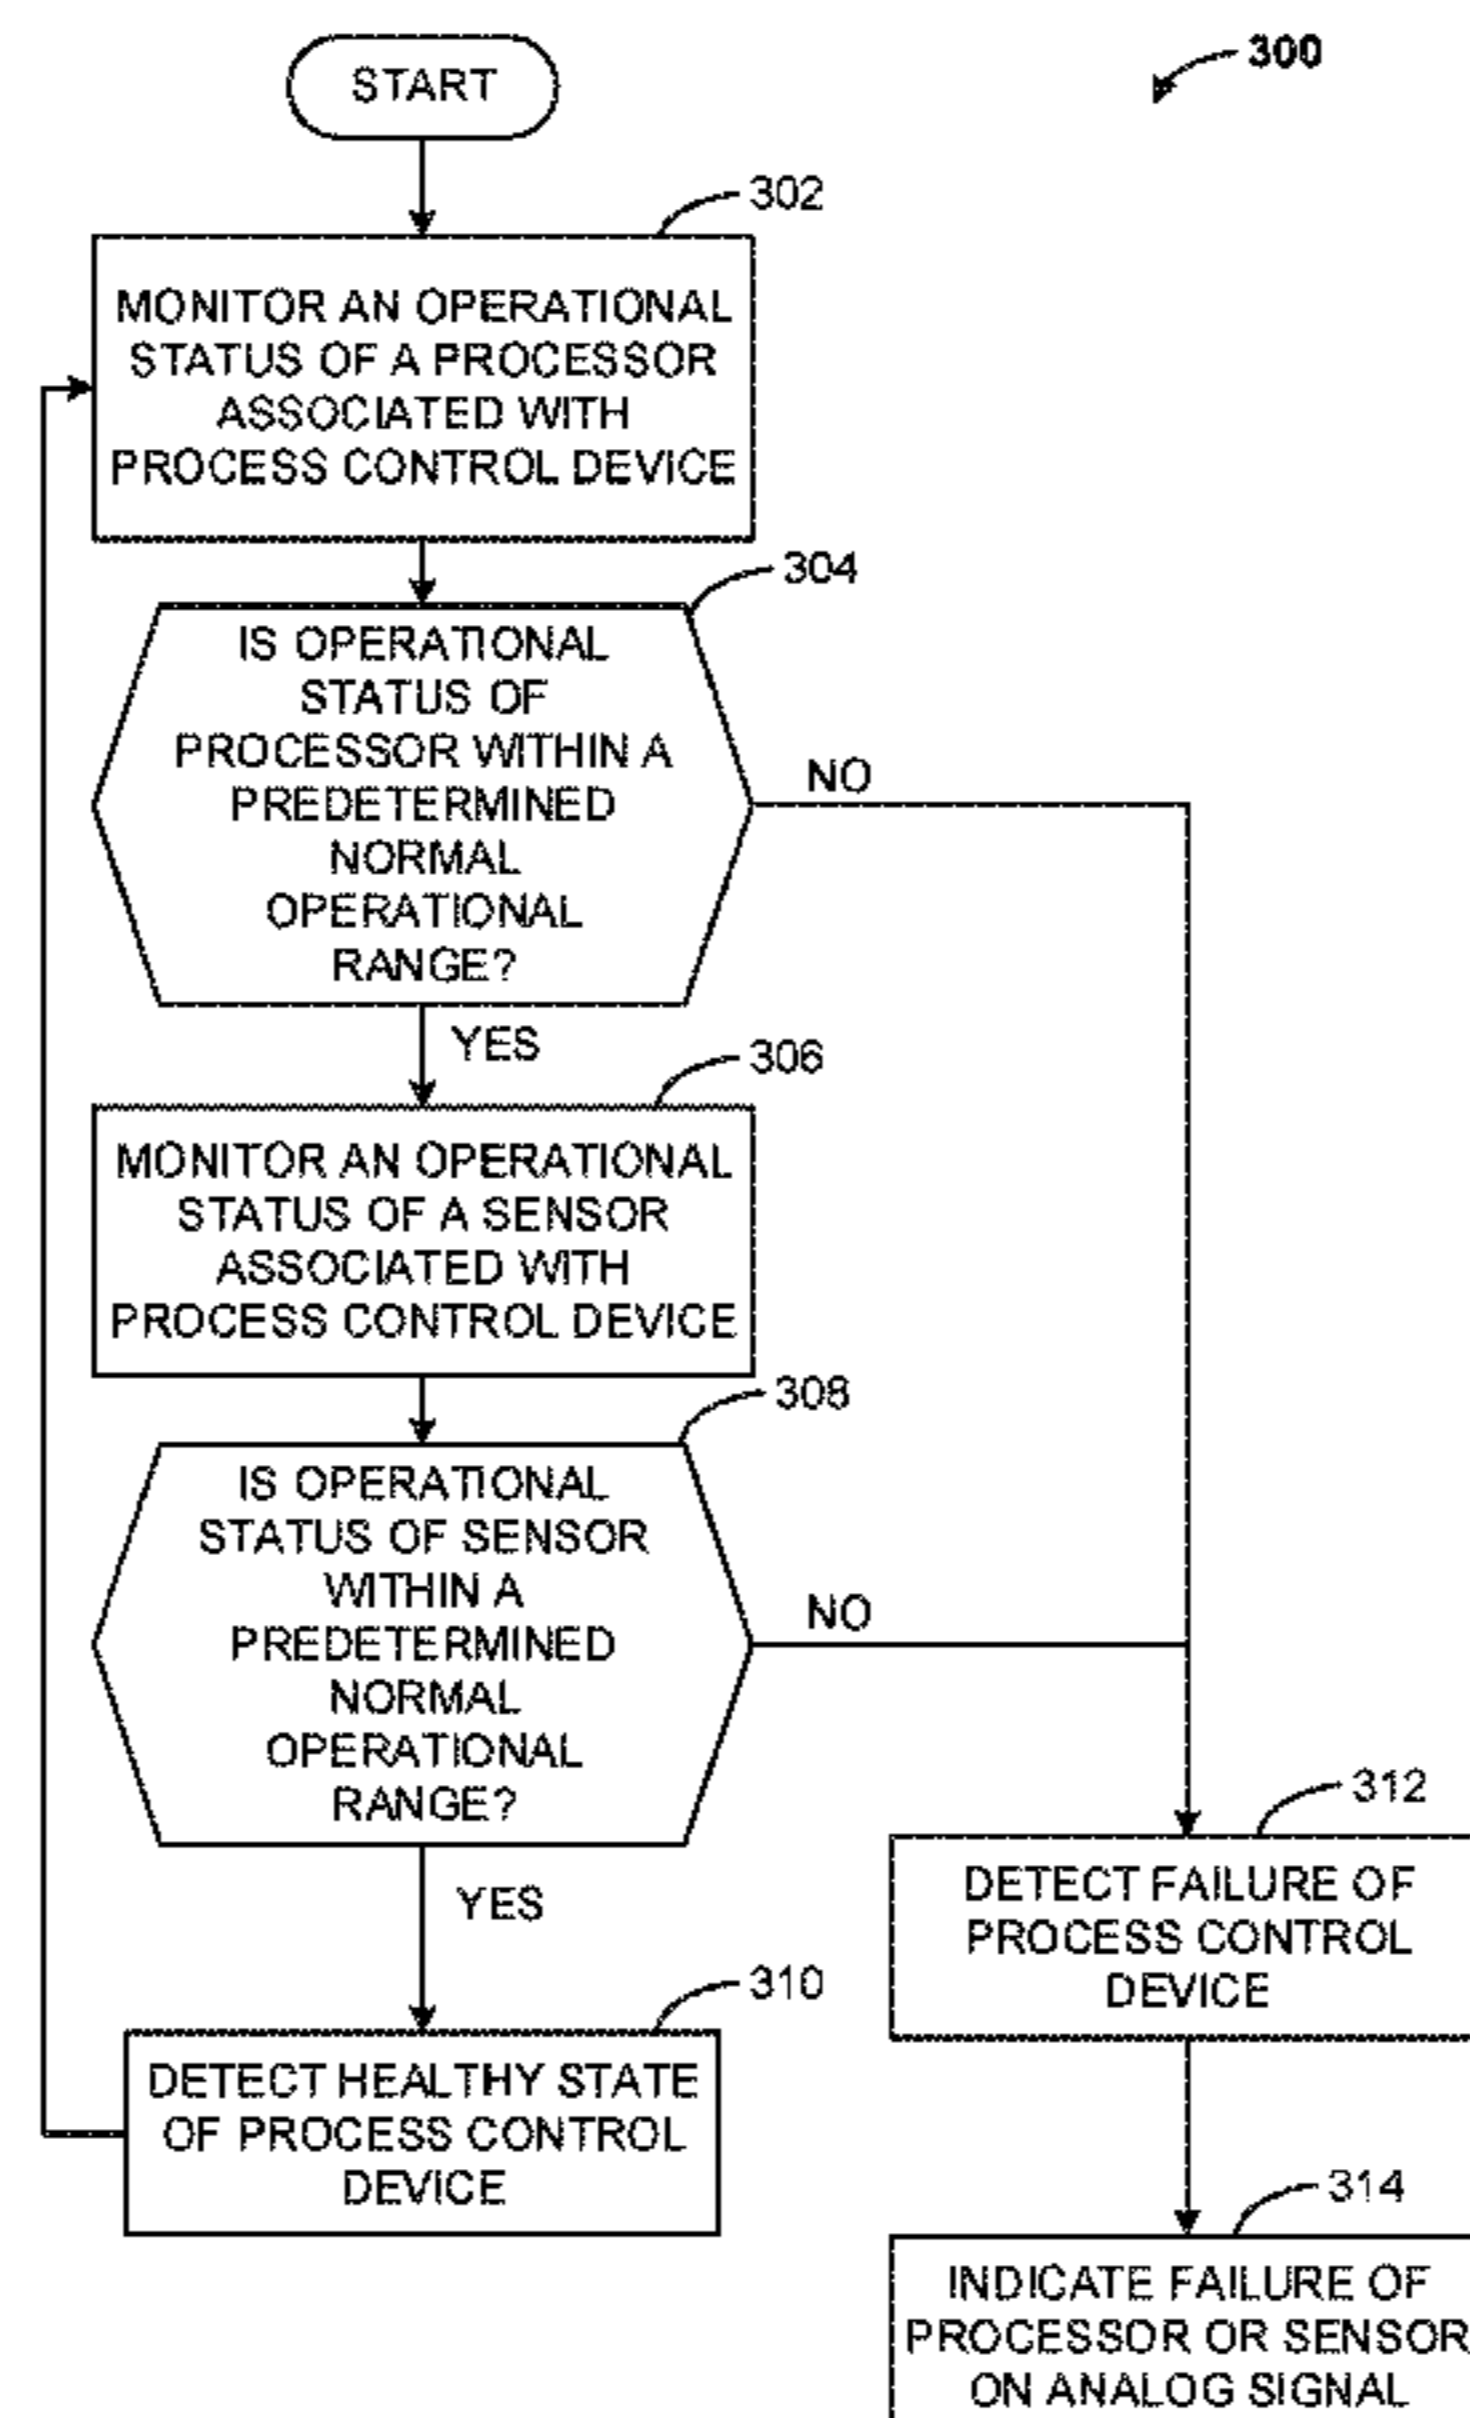 START
300
302
MONITOR AN OPERATIONAL
STATUS OF A PROCESSOR
ASSOCIATED WITH
PROCESS CONTROL DEVICE
304
IS OPERATIONAL
STATUS OF
PROCESSOR WITHIN A
PREDETERMINED
NORMAL
OPERATIONAL
RANGE?
NO
YES
306
MONITOR AN OPERATIONAL
STATUS OF A SENSOR
ASSOCIATED WITH
PROCESS CONTROL DEVICE
308
IS OPERATIONAL
STATUS OF SENSOR
WITHIN A
PREDETERMINED
NORMAL
OPERATIONAL
RANGE?
NO
YES
310
DETECT HEALTHY STATE
OF PROCESS CONTROL
DEVICE
312
DETECT FAILURE OF
PROCESS CONTROL
DEVICE
314
INDICATE FAILURE OF
PROCESSOR OR SENSOR
ON ANALOG SIGNAL